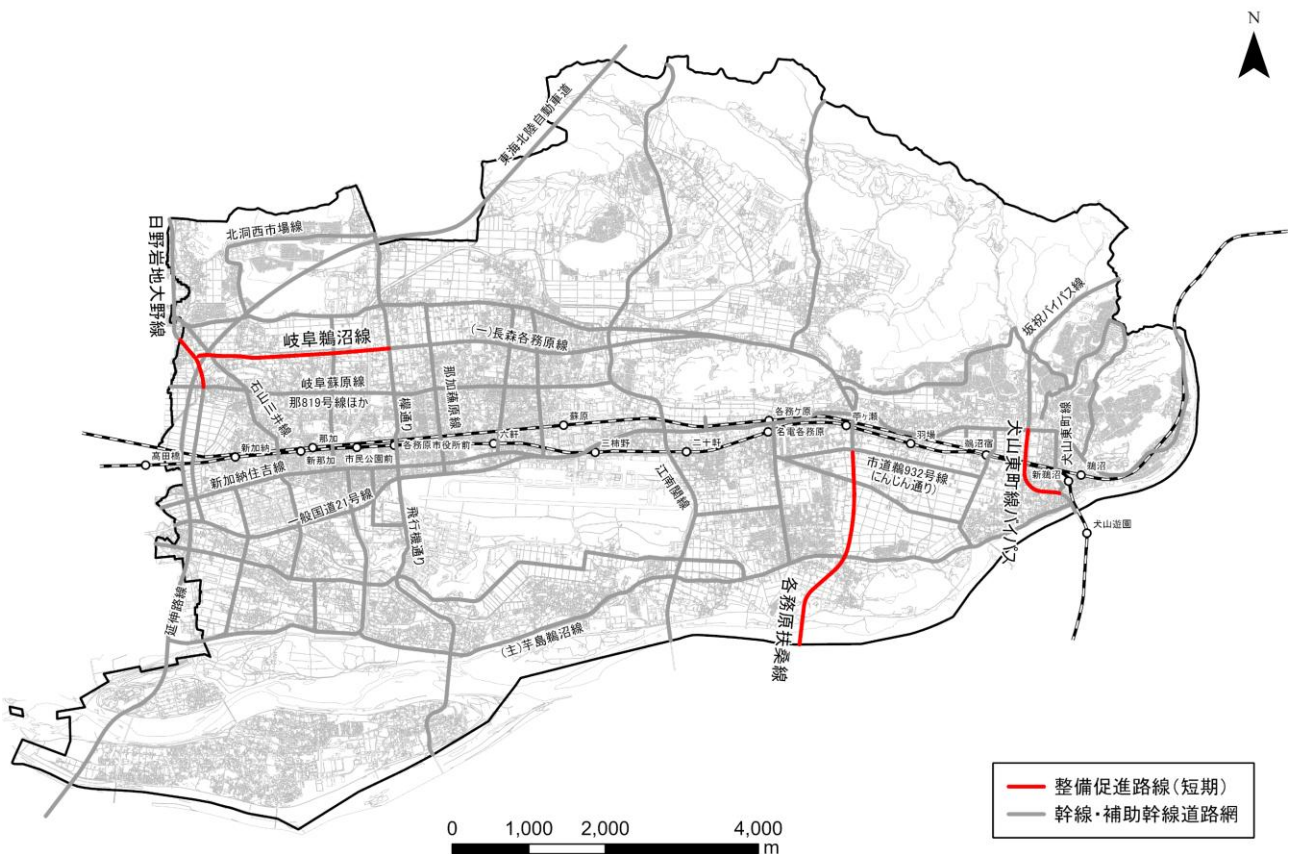 N
東海北陸自動車道
日野岩地大野線
北洞西市場線
坂祝バイパス線
岐阜鵜沼線
(一)長森各務原線
岐阜蘇原線
那819号線ほか
石山三井線
欅通り
那加蘇原線
蘇原
各務ケ原
羽場
鵜沼宿
犬山東町線
鵜沼
新鵜沼
高田橋
新加納
那加
新那加
市民公園前
各務原市役所前
六軒
三柿野
二十軒
名電各務原
新加納住吉線
一般国道21号線
飛行機通り
江南関線
市道鵜932号線
(にんじん通り)
犬山東町線バイパス
犬山遊園
延伸路線
(主)芋島鵜沼線
各務原扶桑線
整備促進路線(短期)
幹線・補助幹線道路網
0 1,000 2,000 4,000
m